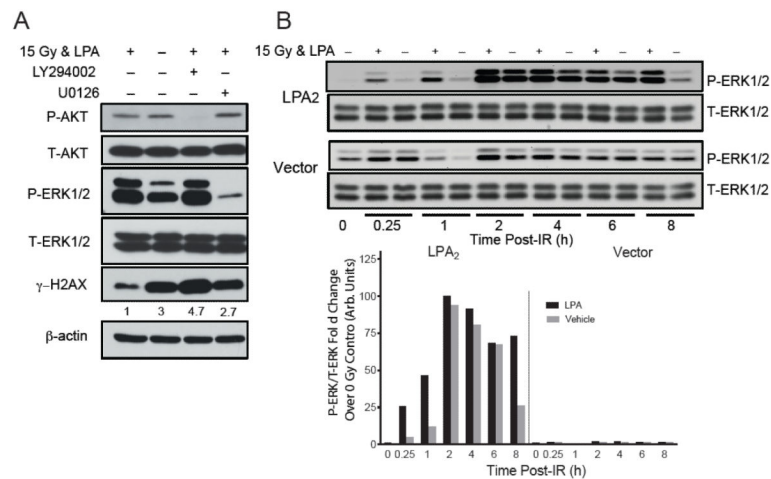 A
15 Gy & LPA + – + +
LY294002 – – + –
U0126 – – – +
P-AKT
T-AKT
P-ERK1/2
T-ERK1/2
γ–H2AX
1 3 4.7 2.7
β-actin
B
15 Gy & LPA – + – + – + – + – + – + –
LPA2
P-ERK1/2
T-ERK1/2
Vector
P-ERK1/2
T-ERK1/2
0 0.25 1 2 4 6 8
Time Post-IR (h)
LPA2 Vector
P-ERK/T-ERK Fol d Change
Over 0 Gy Contro (Arb. Units)
125
100
75
50
25
0
LPA
Vehicle
0 0.25 1 2 4 6 8 0 0.25 1 2 4 6 8
Time Post-IR (h)